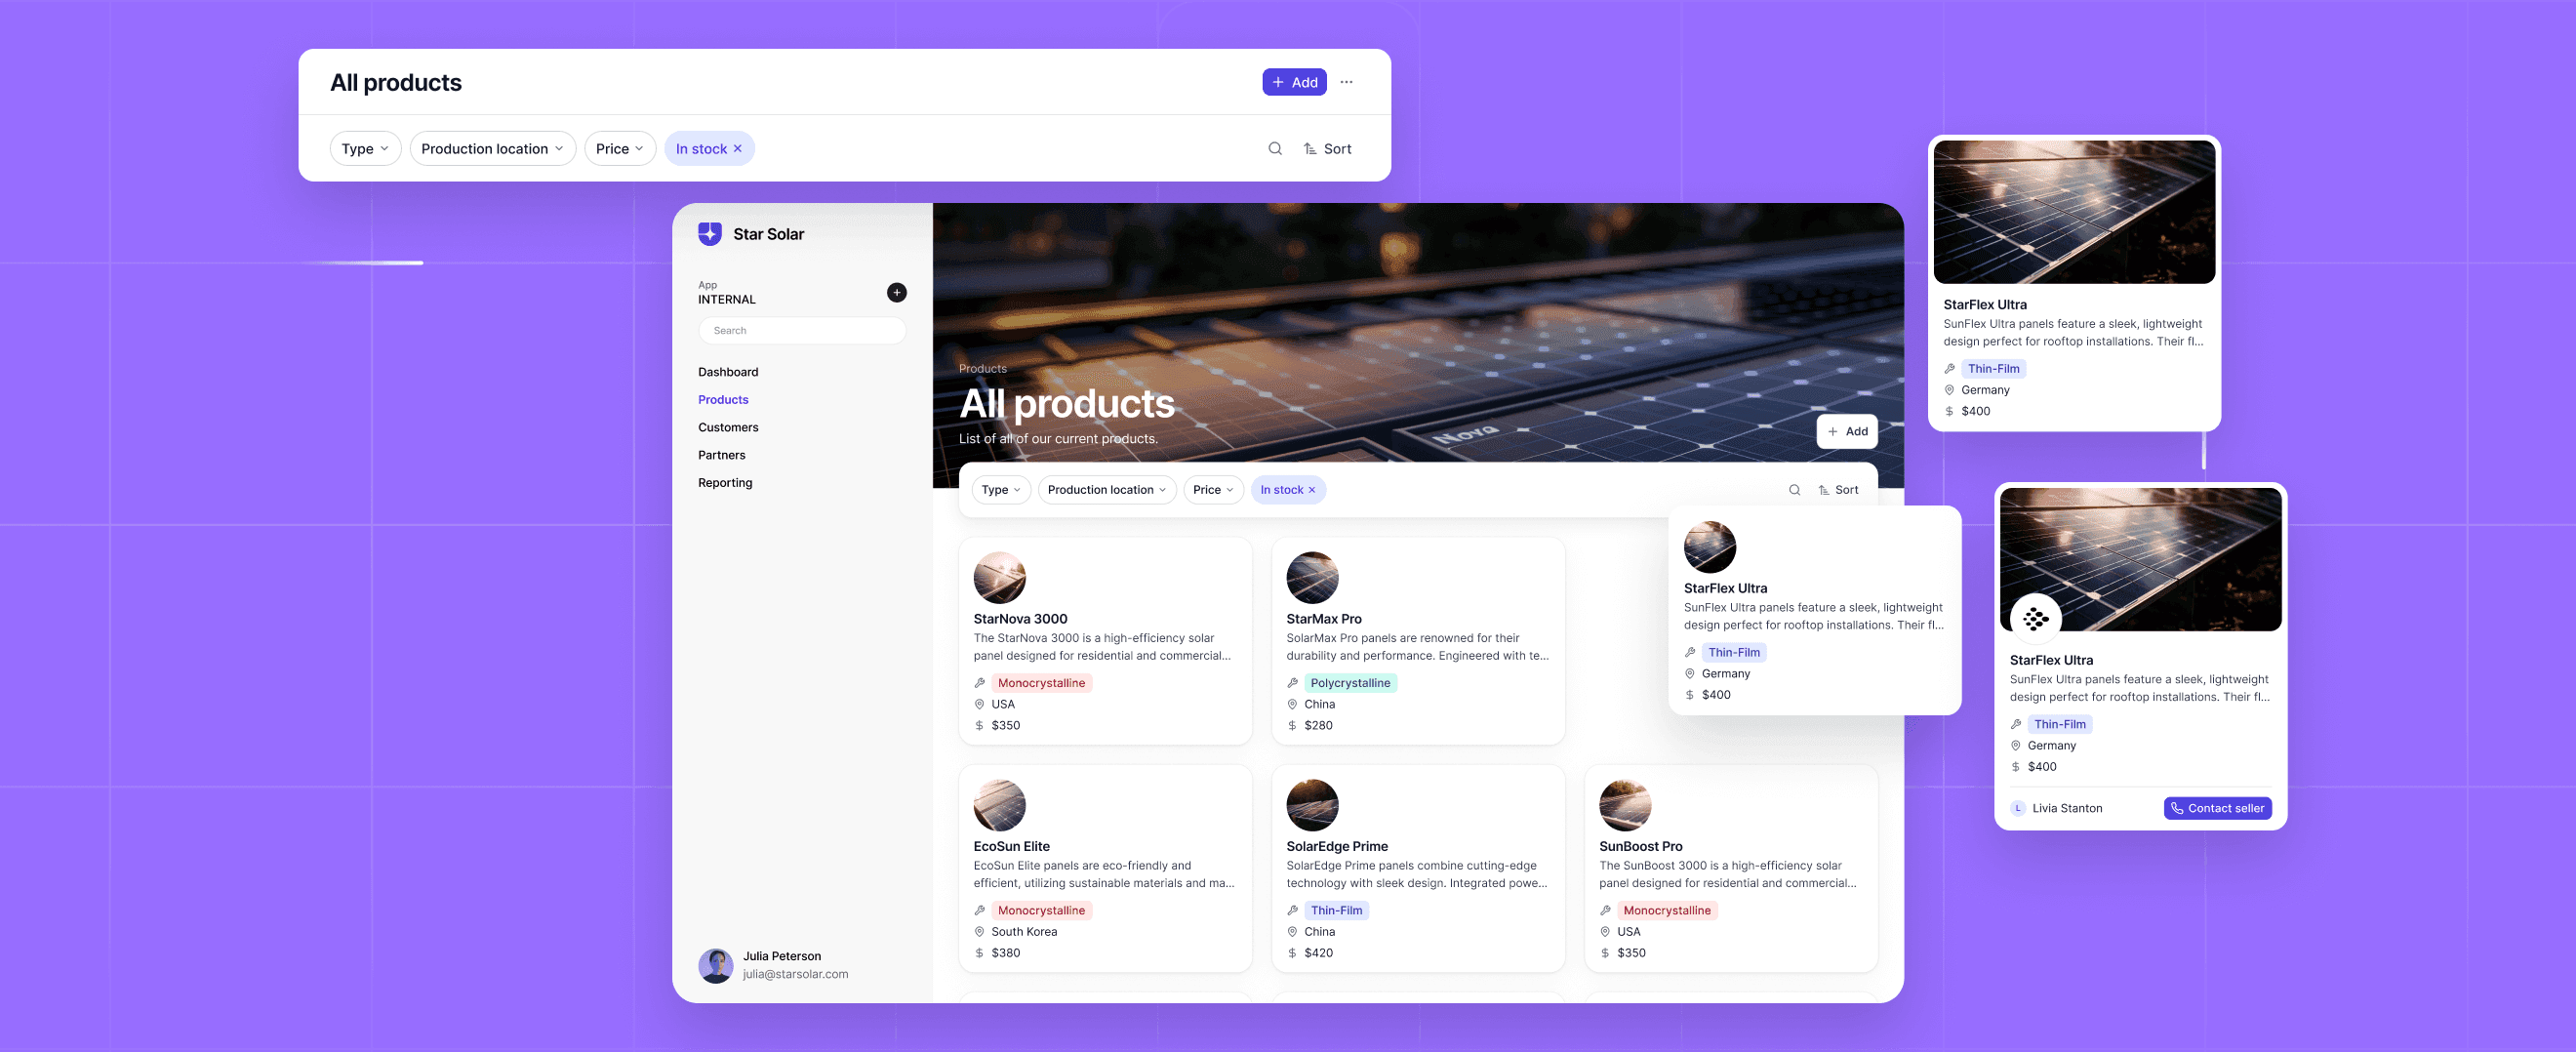 All products
+ Add
Type
Production location
Price
In stock ×
Sort
Star Solar
App
INTERNAL
Search
Dashboard
Products
Customers
Partners
Reporting
Julia Peterson
julia@starsolar.com
Products
All products
List of all of our current products.
+ Add
Nova
Type
Production location
Price
In stock ×
Sort
StarNova 3000
The StarNova 3000 is a high-efficiency solar
panel designed for residential and commercial...
Monocrystalline
USA
$ $350
StarMax Pro
SolarMax Pro panels are renowned for their
durability and performance. Engineered with te...
Polycrystalline
China
$ $280
StarFlex Ultra
SunFlex Ultra panels feature a sleek, lightweight
design perfect for rooftop installations. Their fl...
Thin-Film
Germany
$ $400
EcoSun Elite
EcoSun Elite panels are eco-friendly and
efficient, utilizing sustainable materials and ma...
Monocrystalline
South Korea
$ $380
SolarEdge Prime
SolarEdge Prime panels combine cutting-edge
technology with sleek design. Integrated powe...
Thin-Film
China
$ $420
SunBoost Pro
The SunBoost 3000 is a high-efficiency solar
panel designed for residential and commercial...
Monocrystalline
USA
$ $350
StarFlex Ultra
SunFlex Ultra panels feature a sleek, lightweight
design perfect for rooftop installations. Their fl...
Thin-Film
Germany
$ $400
StarFlex Ultra
SunFlex Ultra panels feature a sleek, lightweight
design perfect for rooftop installations. Their fl...
Thin-Film
Germany
$ $400
L Livia Stanton
Contact seller